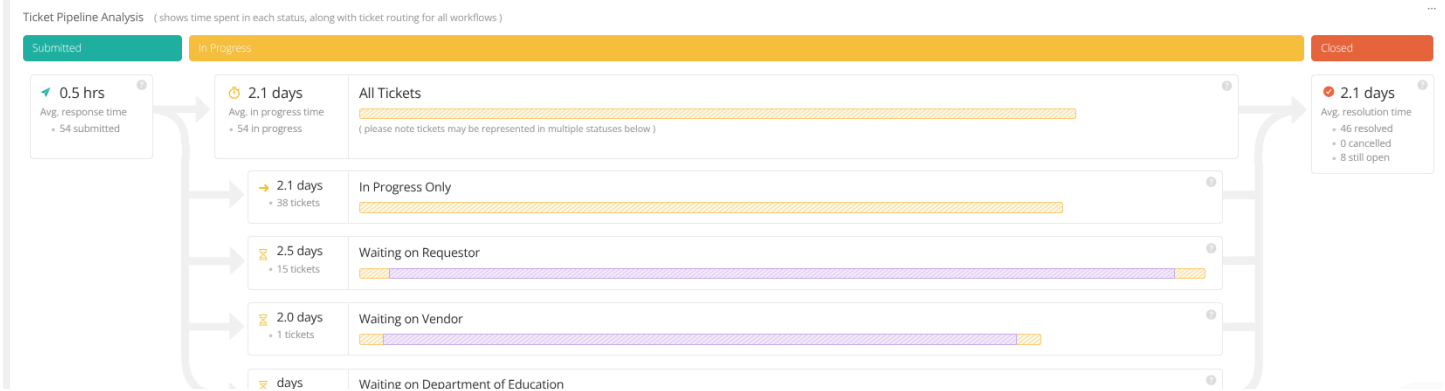 Ticket Pipeline Analysis ( shows time spent in each status, along with ticket routing for all workflows )
...
Submitted
In Progress
Closed
0.5 hrs
Avg. response time
54 submitted
2.1 days
Avg. in progress time
54 in progress
All Tickets
( please note tickets may be represented in multiple statuses below )
2.1 days
Avg. resolution time
46 resolved
0 cancelled
8 still open
2.1 days
38 tickets
In Progress Only
2.5 days
15 tickets
Waiting on Requestor
2.0 days
1 tickets
Waiting on Vendor
days
Waiting on Department of Education